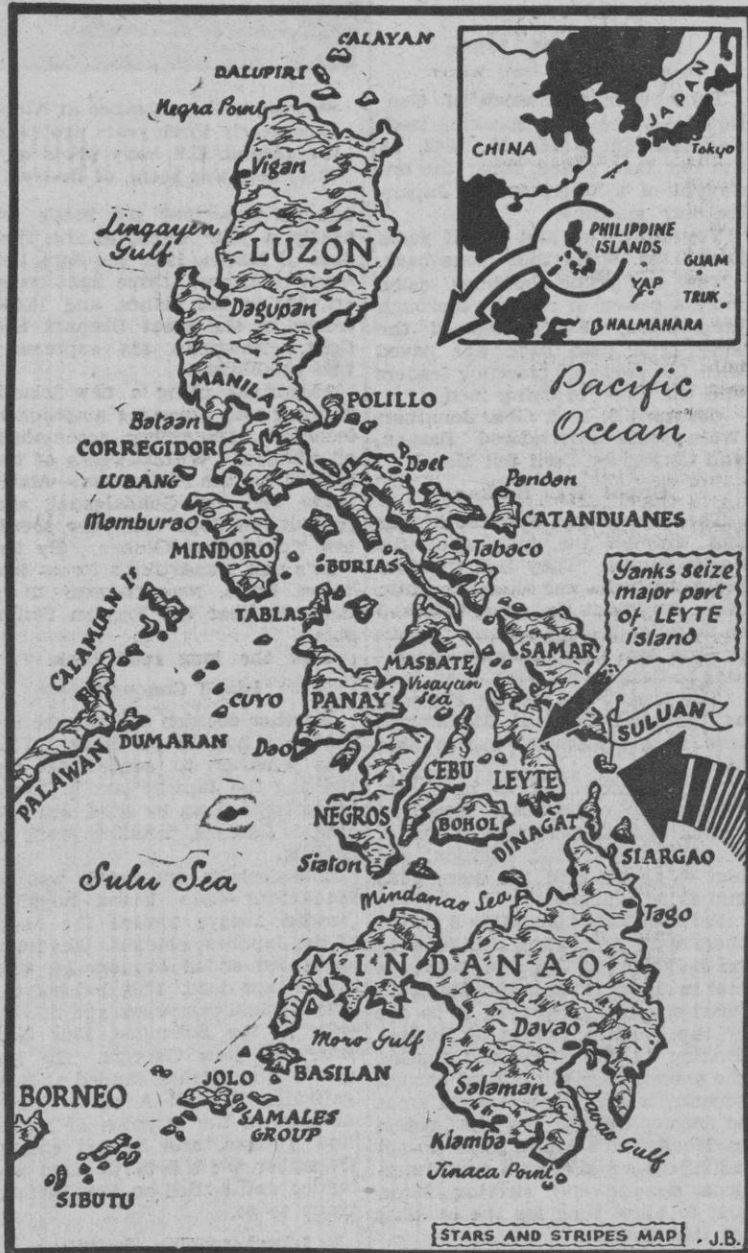 CALAYAN
DALUPIRI
Negra Point
Vigan
Lingayen
Gulf
LUZON
Dagupan
MANILA
Bataan
POLILLO
CORREGIDOR
LUBANG
Daet
Pandan
CATANDUANES
Mamburao
MINDORO
BURIAS
Tabaco
CHINA
JAPAN
Tokyo
PHILIPPINE
ISLANDS
GUAM
YAP
TRUK
HALMAHARA
Pacific
Ocean
Yanks seize
major part
of LEYTE
island
CALAMIAN Is
TABLAS
MASBATE
SAMAR
Visayan
Sea
CUYO
PANAY
DUMARAN
PALAWAN
Dao
CEBU
LEYTE
SULUAN
NEGROS
BOHOL
DINAGAT
SIARGAO
Siaton
Sulu Sea
Mindanao Sea
Tago
MINDANAO
Moro Gulf
Davao
BASILAN
BORNEO
JOLO
SAMALES
GROUP
Salaman
Davao Gulf
Kiamba
Tinaca Point
SIBUTU
STARS AND STRIPES MAP . J.B.